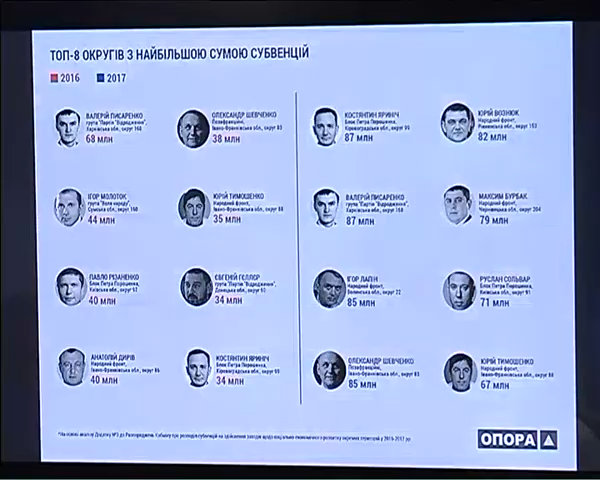 ТОП-8 ОКРУГІВ З НАЙБІЛЬШОЮ СУМОЮ СУБВЕНЦІЙ
2016 2017
ВАЛЕРІЙ ПИСАРЕНКО
група "Партія "Відродження",
Харківська обл., округ 168
68 МЛН
ІГОР МОЛОТОК
група "Воля народу",
Сумська обл., округ 160
44 МЛН
ПАВЛО РІЗАНЕНКО
Блок Петра Порошенка,
Київська обл., округ 97
40 МЛН
АНАТОЛІЙ ДИРІВ
Народний фронт,
Івано-Франківська обл., округ 86
40 МЛН
ОЛЕКСАНДР ШЕВЧЕНКО
Позафракційні,
Івано-Франківська обл., округ 83
38 МЛН
ЮРІЙ ТИМОШЕНКО
Народний фронт,
Івано-Франківська обл., округ 88
35 МЛН
ЄВГЕНІЙ ГЕЛЛЄР
група "Партія "Відродження",
Донецька обл., округ 50
34 МЛН
КОСТЯНТИН ЯРИНІЧ
Блок Петра Порошенка,
Кіровоградська обл., округ 99
34 МЛН
КОСТЯНТИН ЯРИНІЧ
Блок Петра Порошенка,
Кіровоградська обл., округ 99
87 МЛН
ВАЛЕРІЙ ПИСАРЕНКО
група "Партія "Відродження",
Харківська обл., округ 168
87 МЛН
ІГОР ЛАПІН
Народний фронт,
Волинська обл., округ 22
85 МЛН
ОЛЕКСАНДР ШЕВЧЕНКО
Позафракційні,
Івано-Франківська обл., округ 83
85 МЛН
ЮРІЙ ВОЗНЮК
Народний фронт,
Рівненська обл., округ 153
82 МЛН
МАКСИМ БУРБАК
Народний фронт,
Чернівецька обл., округ 204
79 МЛН
РУСЛАН СОЛЬВАР
Блок Петра Порошенка,
Київська обл., округ 91
71 МЛН
ЮРІЙ ТИМОШЕНКО
Народний фронт,
Івано-Франківська обл., округ 88
67 МЛН
ОПОРА